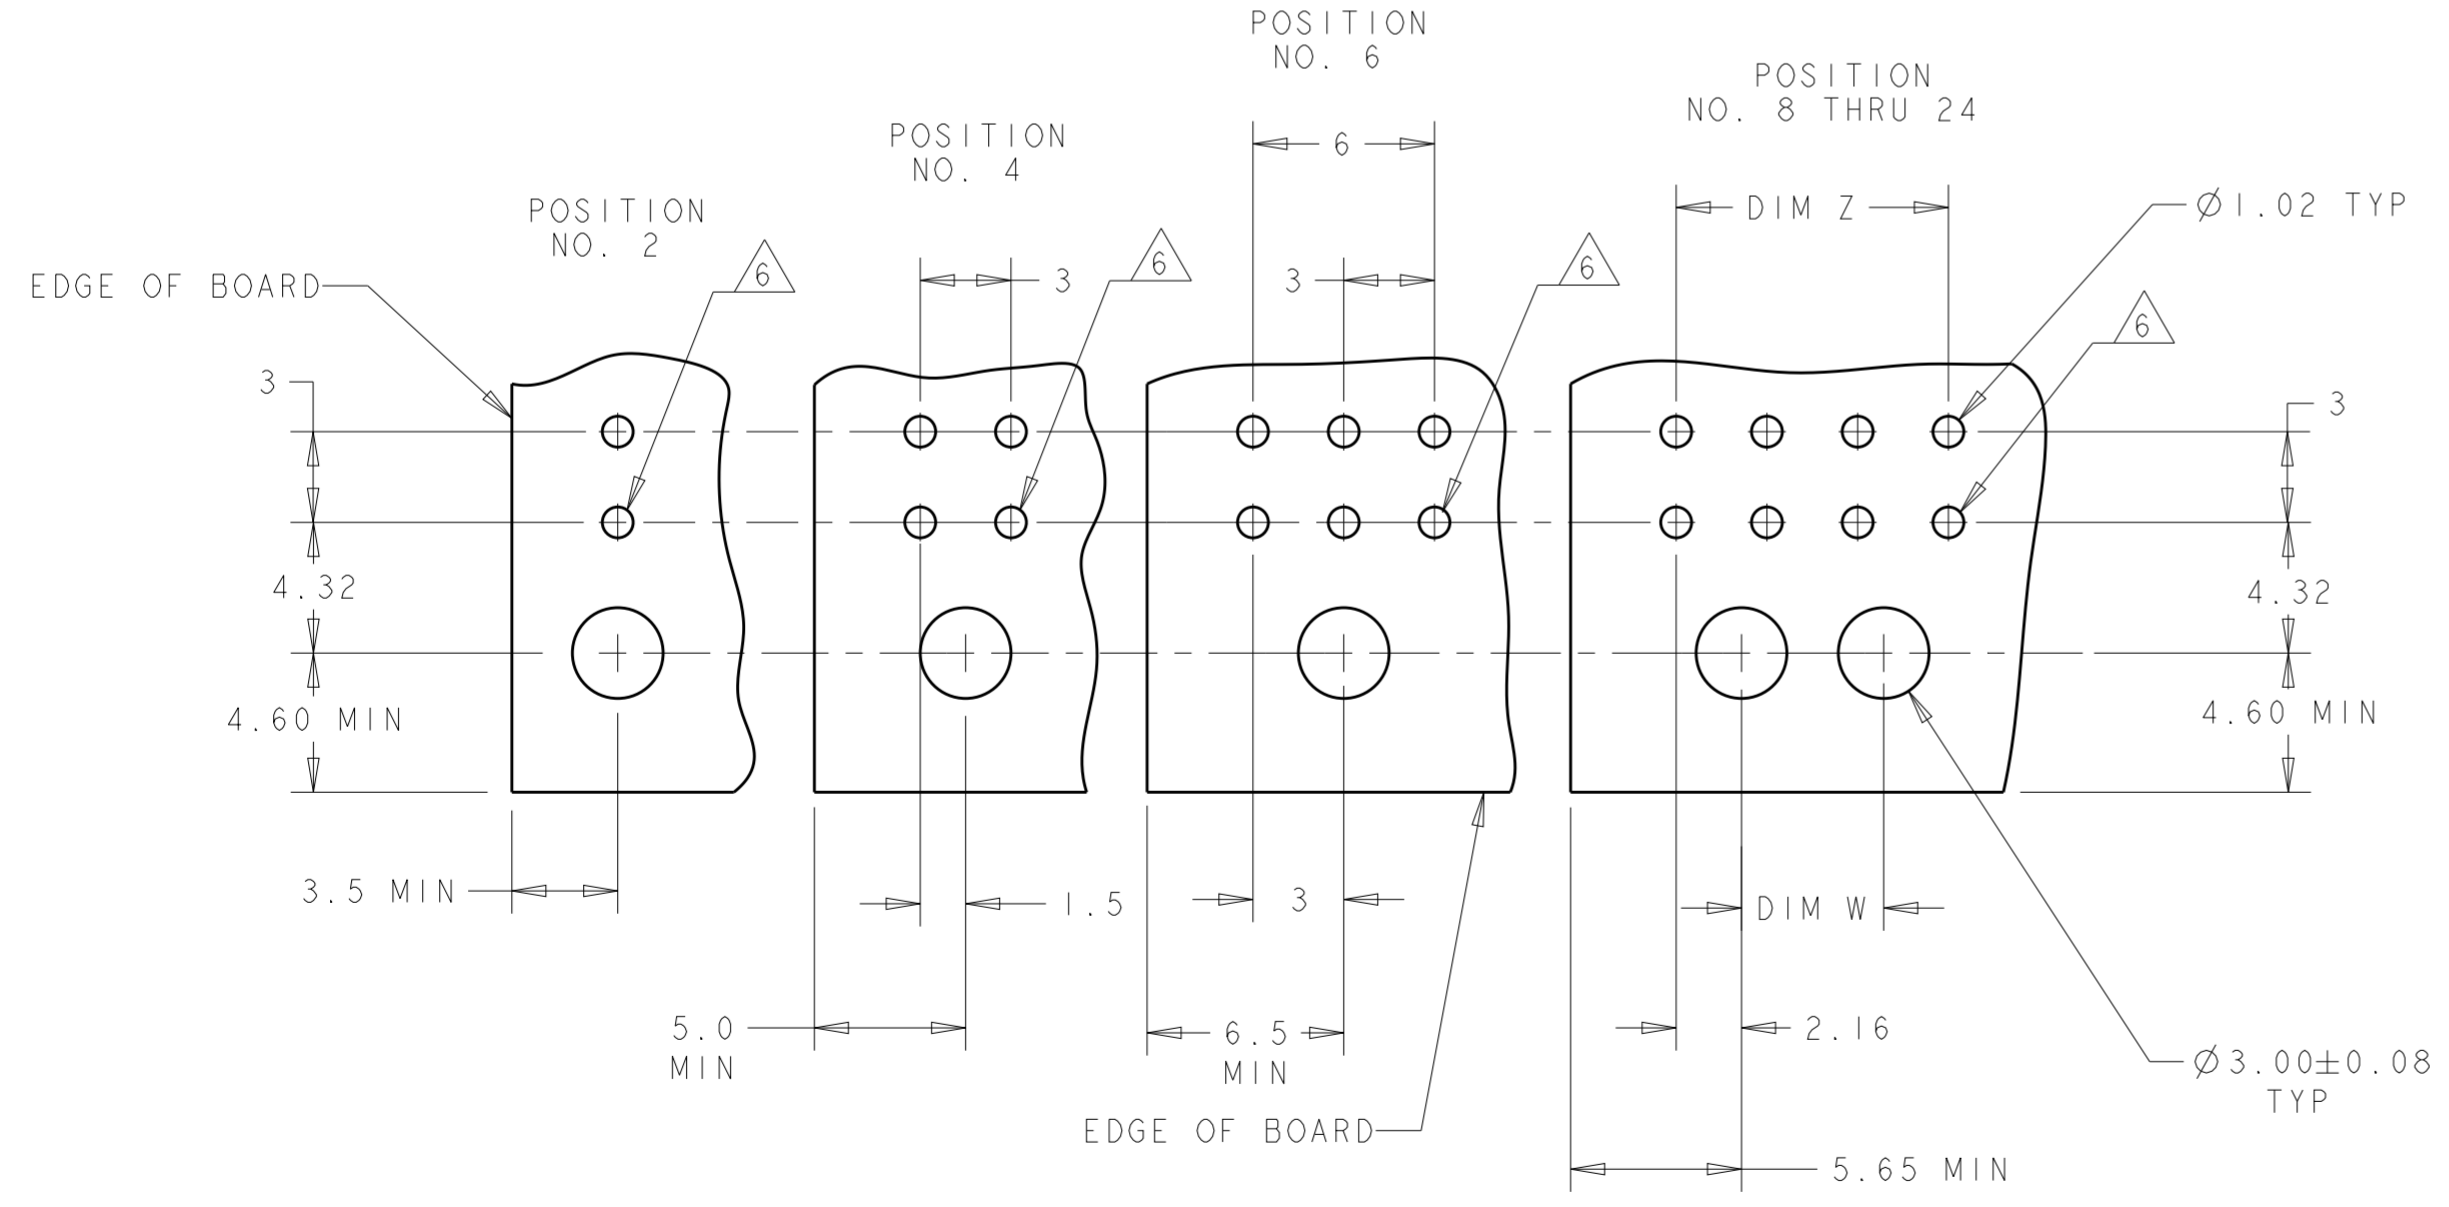 POSITION
NO. 6
POSITION
NO. 8 THRU 24
POSITION
NO. 4
6
POSITION
NO. 2
DIM Z
Ø1.02 TYP
EDGE OF BOARD
6
3
6
3
6
6
3
3
4.32
4.32
4.60 MIN
4.60 MIN
3.5 MIN
1.5
3
DIM W
5.0
MIN
6.5
MIN
2.16
Ø3.00±0.08
TYP
EDGE OF BOARD
5.65 MIN